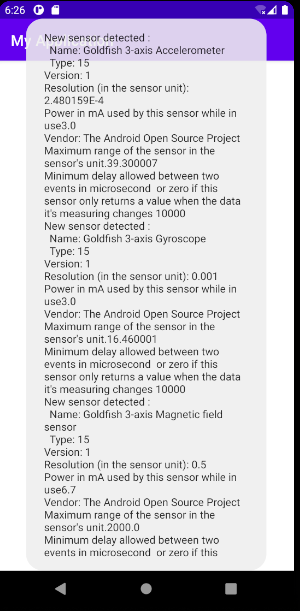 6:26
My A
New sensor detected :
Name: Goldfish 3-axis Accelerometer
Type: 15
Version: 1
Resolution (in the sensor unit):
2.480159E-4
Power in mA used by this sensor while in
use3.0
Vendor: The Android Open Source Project
Maximum range of the sensor in the
sensor's unit.39.300007
Minimum delay allowed between two
events in microsecond  or zero if this
sensor only returns a value when the data
it's measuring changes 10000
New sensor detected :
Name: Goldfish 3-axis Gyroscope
Type: 15
Version: 1
Resolution (in the sensor unit): 0.001
Power in mA used by this sensor while in
use3.0
Vendor: The Android Open Source Project
Maximum range of the sensor in the
sensor's unit.16.460001
Minimum delay allowed between two
events in microsecond  or zero if this
sensor only returns a value when the data
it's measuring changes 10000
New sensor detected :
Name: Goldfish 3-axis Magnetic field
sensor
Type: 15
Version: 1
Resolution (in the sensor unit): 0.5
Power in mA used by this sensor while in
use6.7
Vendor: The Android Open Source Project
Maximum range of the sensor in the
sensor's unit.2000.0
Minimum delay allowed between two
events in microsecond  or zero if this